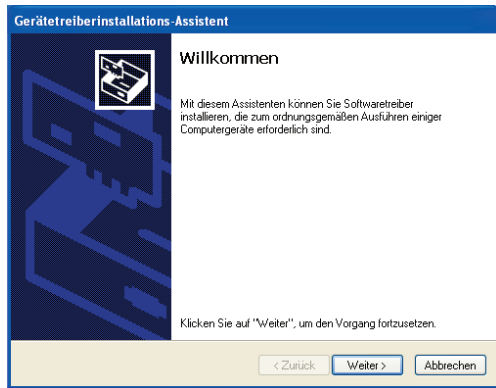 Gerätetreiberinstallations-Assistent
Willkommen
Mit diesem Assistenten können Sie Softwaretreiber
installieren, die zum ordnungsgemäßen Ausführen einiger
Computergeräte erforderlich sind.
Klicken Sie auf "Weiter", um den Vorgang fortzusetzen.
< Zurück
Weiter >
Abbrechen